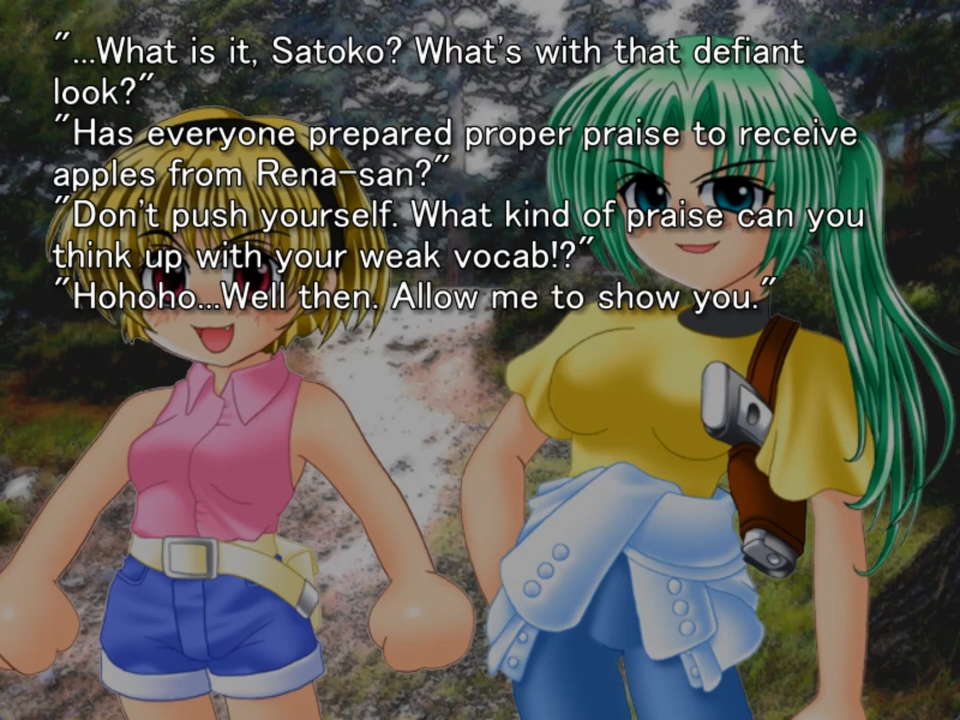 "...What is it, Satoko? What's with that defiant
look?"
"Has everyone prepared proper praise to receive
apples from Rena-san?"
"Don't push yourself. What kind of praise can you
think up with your weak vocab!?"
"Hohoho...Well then. Allow me to show you."